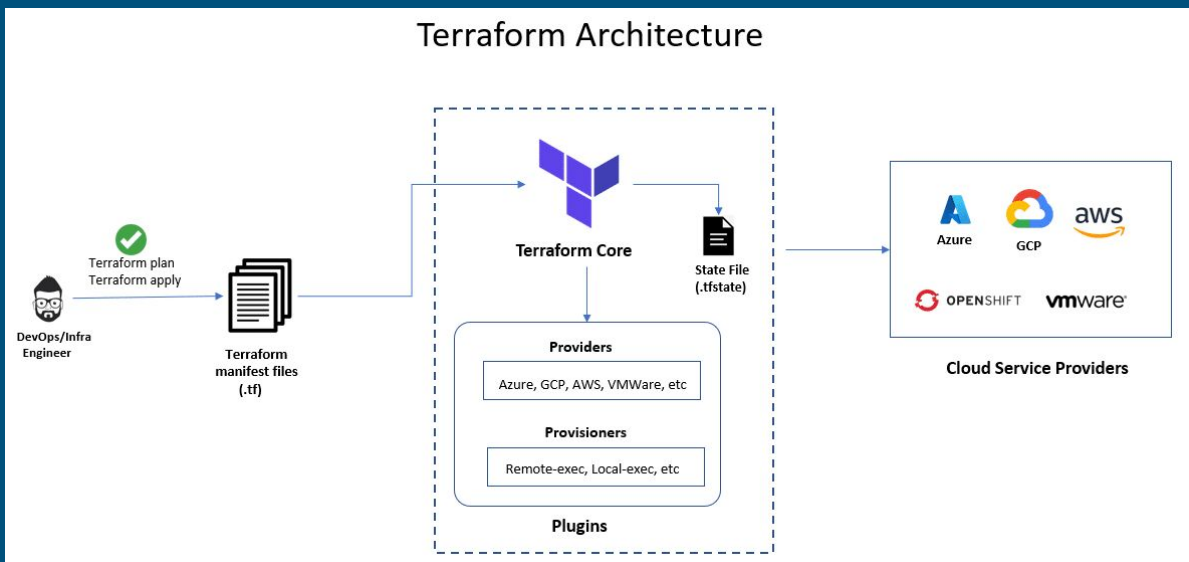 Terraform Architecture
Terraform plan
Terraform apply
DevOps/Infra
Engineer
Terraform
manifest files
(.tf)
Terraform Core
State File
(.tfstate)
Providers
Azure, GCP, AWS, VMWare, etc
Provisioners
Remote-exec, Local-exec, etc
Plugins
Azure
GCP
aws
OPENSHIFT
vmware
Cloud Service Providers